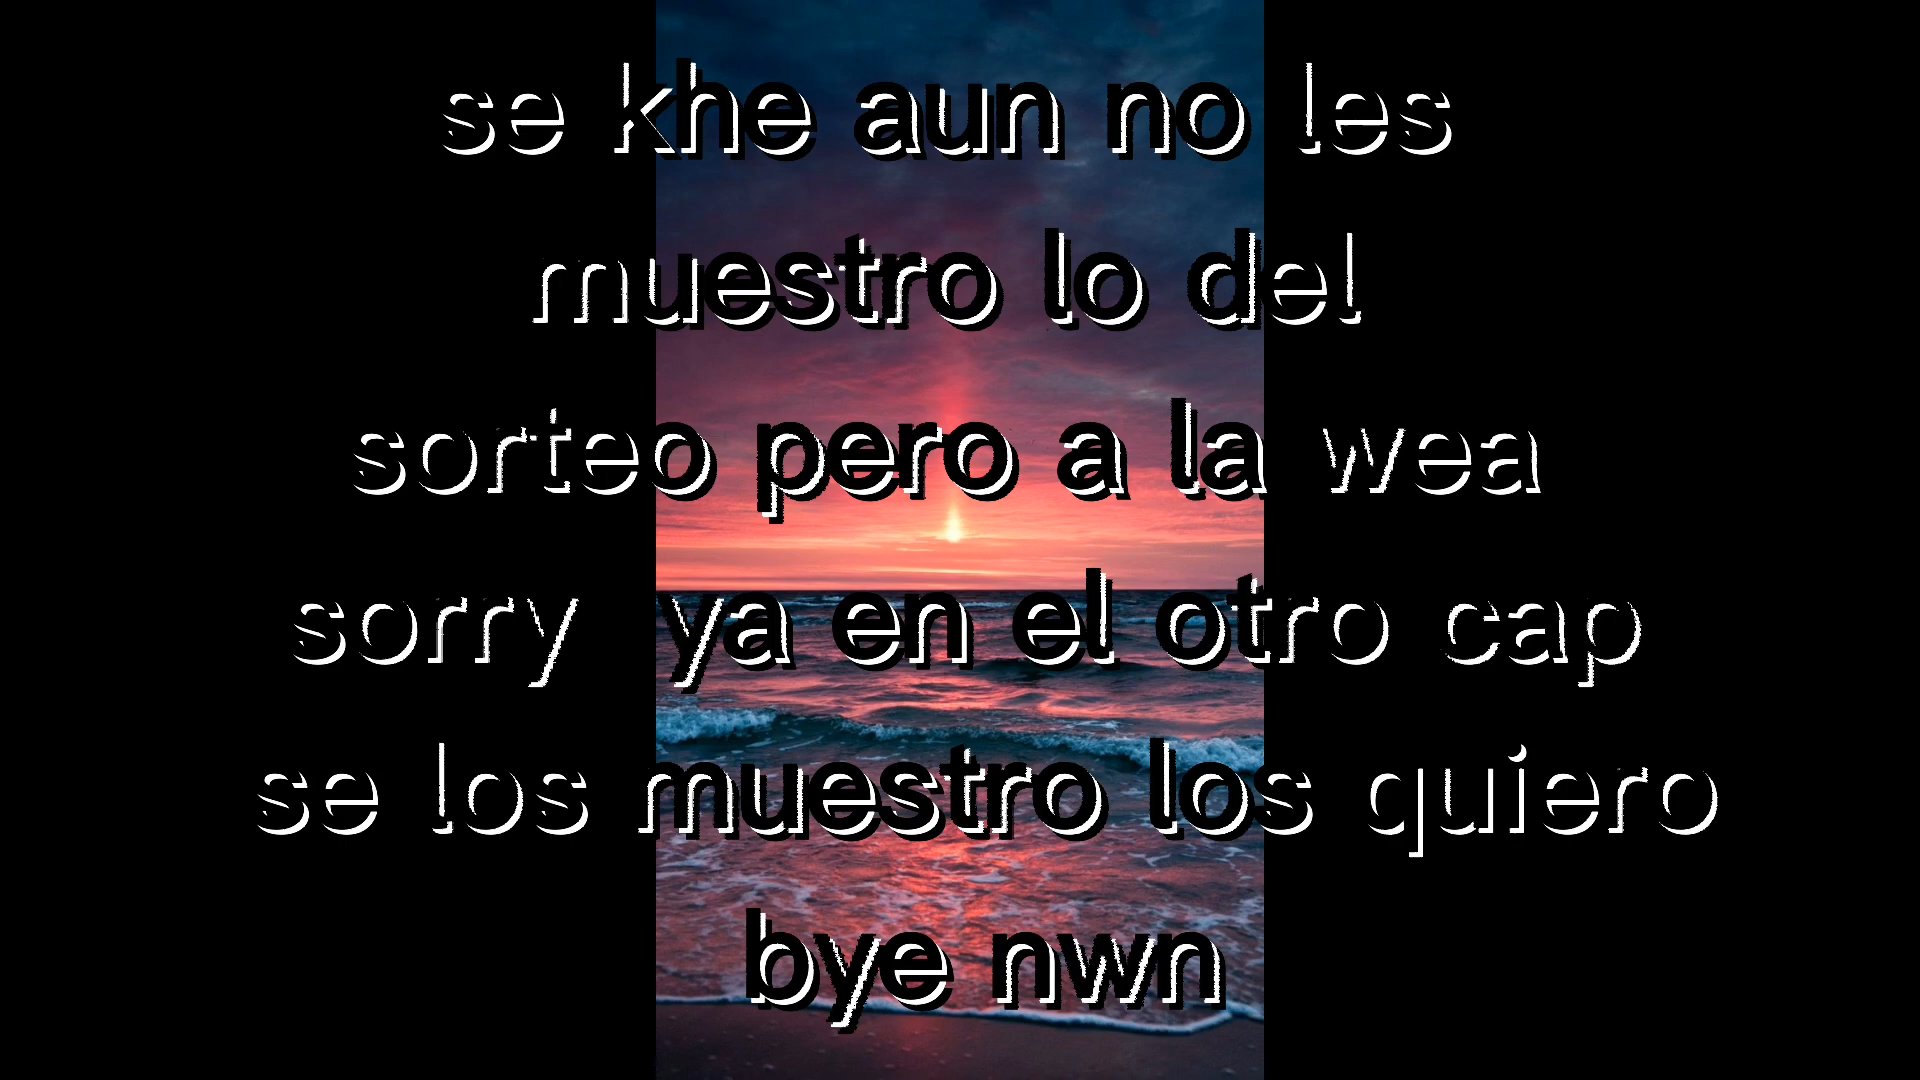 se khe aun no les
muestro lo del
sorteo pero a la wea
sorry  ya en el otro cap
se los muestro los quiero
bye nwn